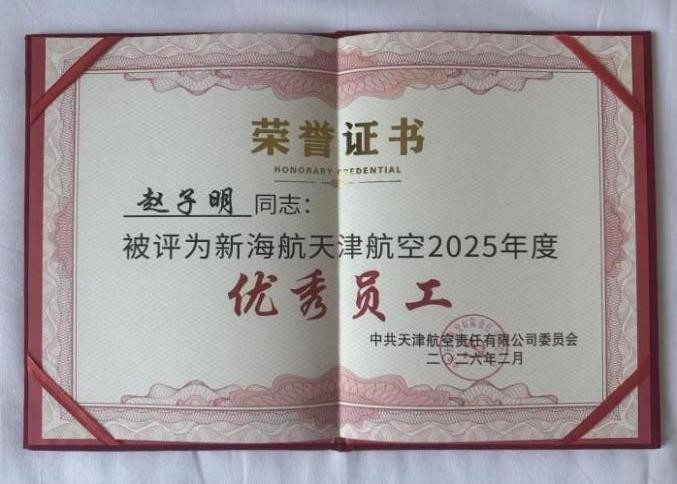 荣誉证书
HONORARY CREDENTIAL
赵子明 同志：
被评为新海航天津航空2025年度
优秀员工
中共天津航空责任有限公司委员会
二〇二六年二月